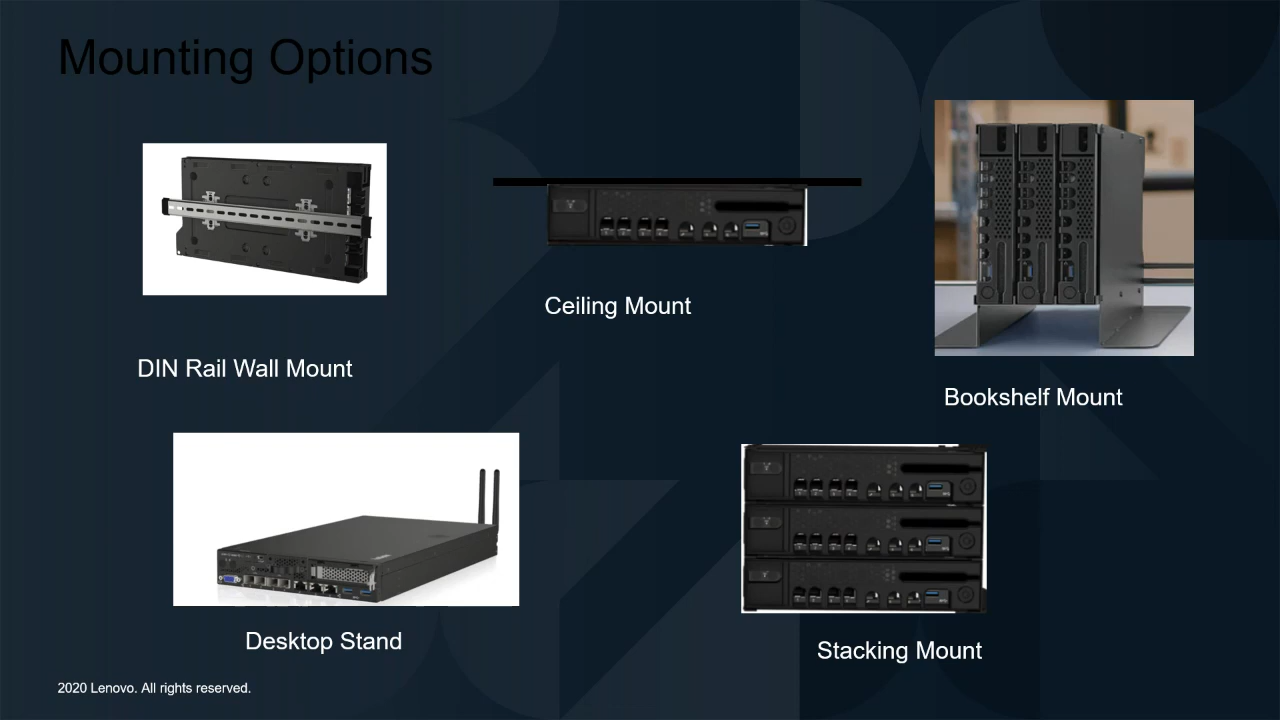 Mounting Options
Ceiling Mount
DIN Rail Wall Mount
Bookshelf Mount
Desktop Stand
Stacking Mount
2020 Lenovo. All rights reserved.